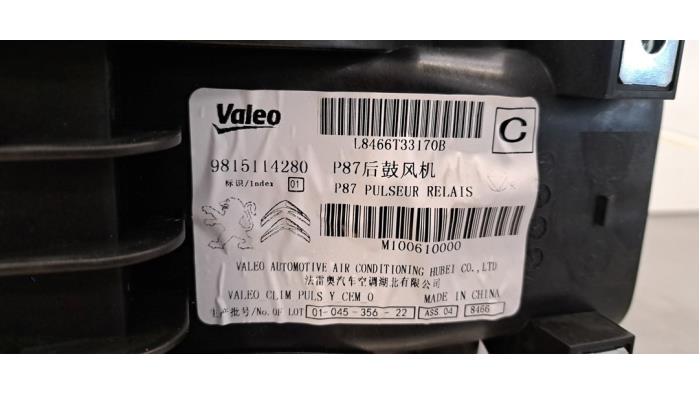 Valeo
L8466T33170B
C
9815114280
P87后鼓风机
标识/Index 01
P87 PULSEUR RELAIS
M100610000
VALEO AUTOMOTIVE AIR CONDITIONING HUBEI CO.,LTD
法雷奥汽车空调湖北有限公司
VALEO CLIM PULS Y CEM O MADE IN CHINA
生产批号/No.OF LOT 01-045-356-22 ASS 04 8466